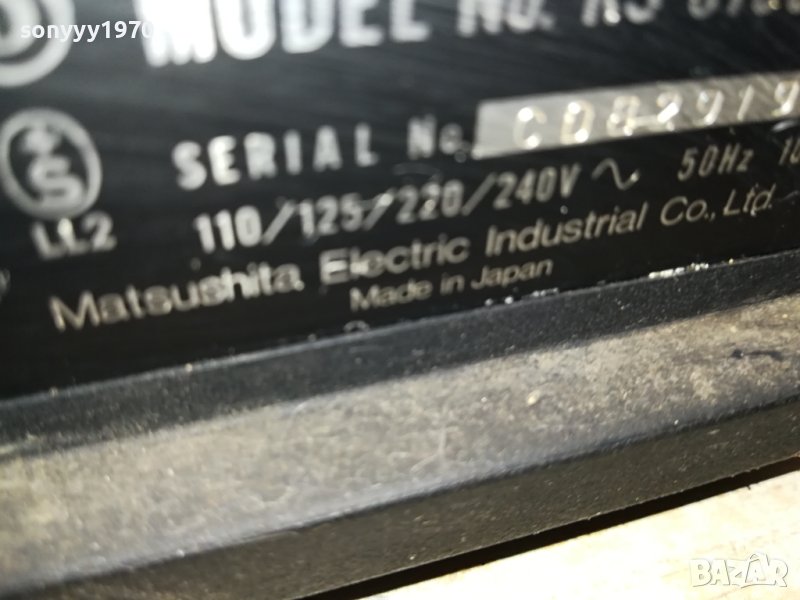 sonyyy1970
MODEL No. RS
SERIAL No.
110/125/220/240V ~ 50Hz
LL2
Matsushita Electric Industrial Co., Ltd.
Made in Japan
BAZAR